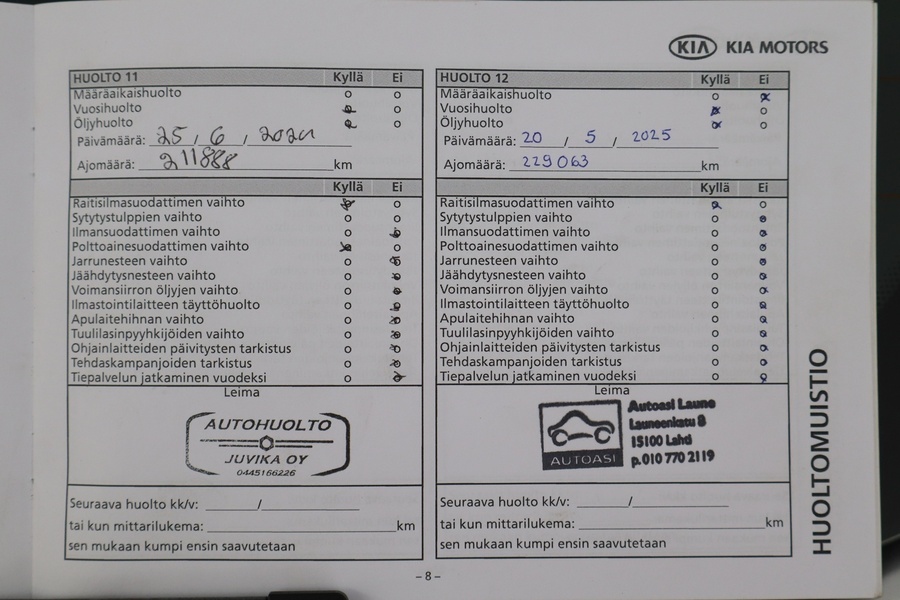 KIA KIA MOTORS
HUOLTO 11 Kyllä Ei
Määräaikaishuolto
Vuosihuolto
Öljyhuolto
Päivämäärä: 25 / 6 / 2024
Ajomäärä: 211888 km
Kyllä Ei
Raitisilmasuodattimen vaihto
Sytytystulppien vaihto
Ilmansuodattimen vaihto
Polttoainesuodattimen vaihto
Jarrunesteen vaihto
Jäähdytysnesteen vaihto
Voimansiirron öljyjen vaihto
Ilmastointilaitteen täyttöhuolto
Apulaitehihnan vaihto
Tuulilasinpyyhkijöiden vaihto
Ohjainlaitteiden päivitysten tarkistus
Tehdaskampanjoiden tarkistus
Tiepalvelun jatkaminen vuodeksi
Leima
AUTOHUOLTO
JUVIKA OY
0445166226
Seuraava huolto kk/v: /
tai kun mittarilukema: km
sen mukaan kumpi ensin saavutetaan
HUOLTO 12 Kyllä Ei
Määräaikaishuolto
Vuosihuolto
Öljyhuolto
Päivämäärä: 20 / 5 / 2025
Ajomäärä: 229063 km
Kyllä Ei
Raitisilmasuodattimen vaihto
Sytytystulppien vaihto
Ilmansuodattimen vaihto
Polttoainesuodattimen vaihto
Jarrunesteen vaihto
Jäähdytysnesteen vaihto
Voimansiirron öljyjen vaihto
Ilmastointilaitteen täyttöhuolto
Apulaitehihnan vaihto
Tuulilasinpyyhkijöiden vaihto
Ohjainlaitteiden päivitysten tarkistus
Tehdaskampanjoiden tarkistus
Tiepalvelun jatkaminen vuodeksi
Leima
AUTOASI
Autoasi Laune
Launeenkatu 8
15100 Lahti
p.010 770 2119
Seuraava huolto kk/v: /
tai kun mittarilukema: km
sen mukaan kumpi ensin saavutetaan
HUOLTOMUISTIO
– 8 –